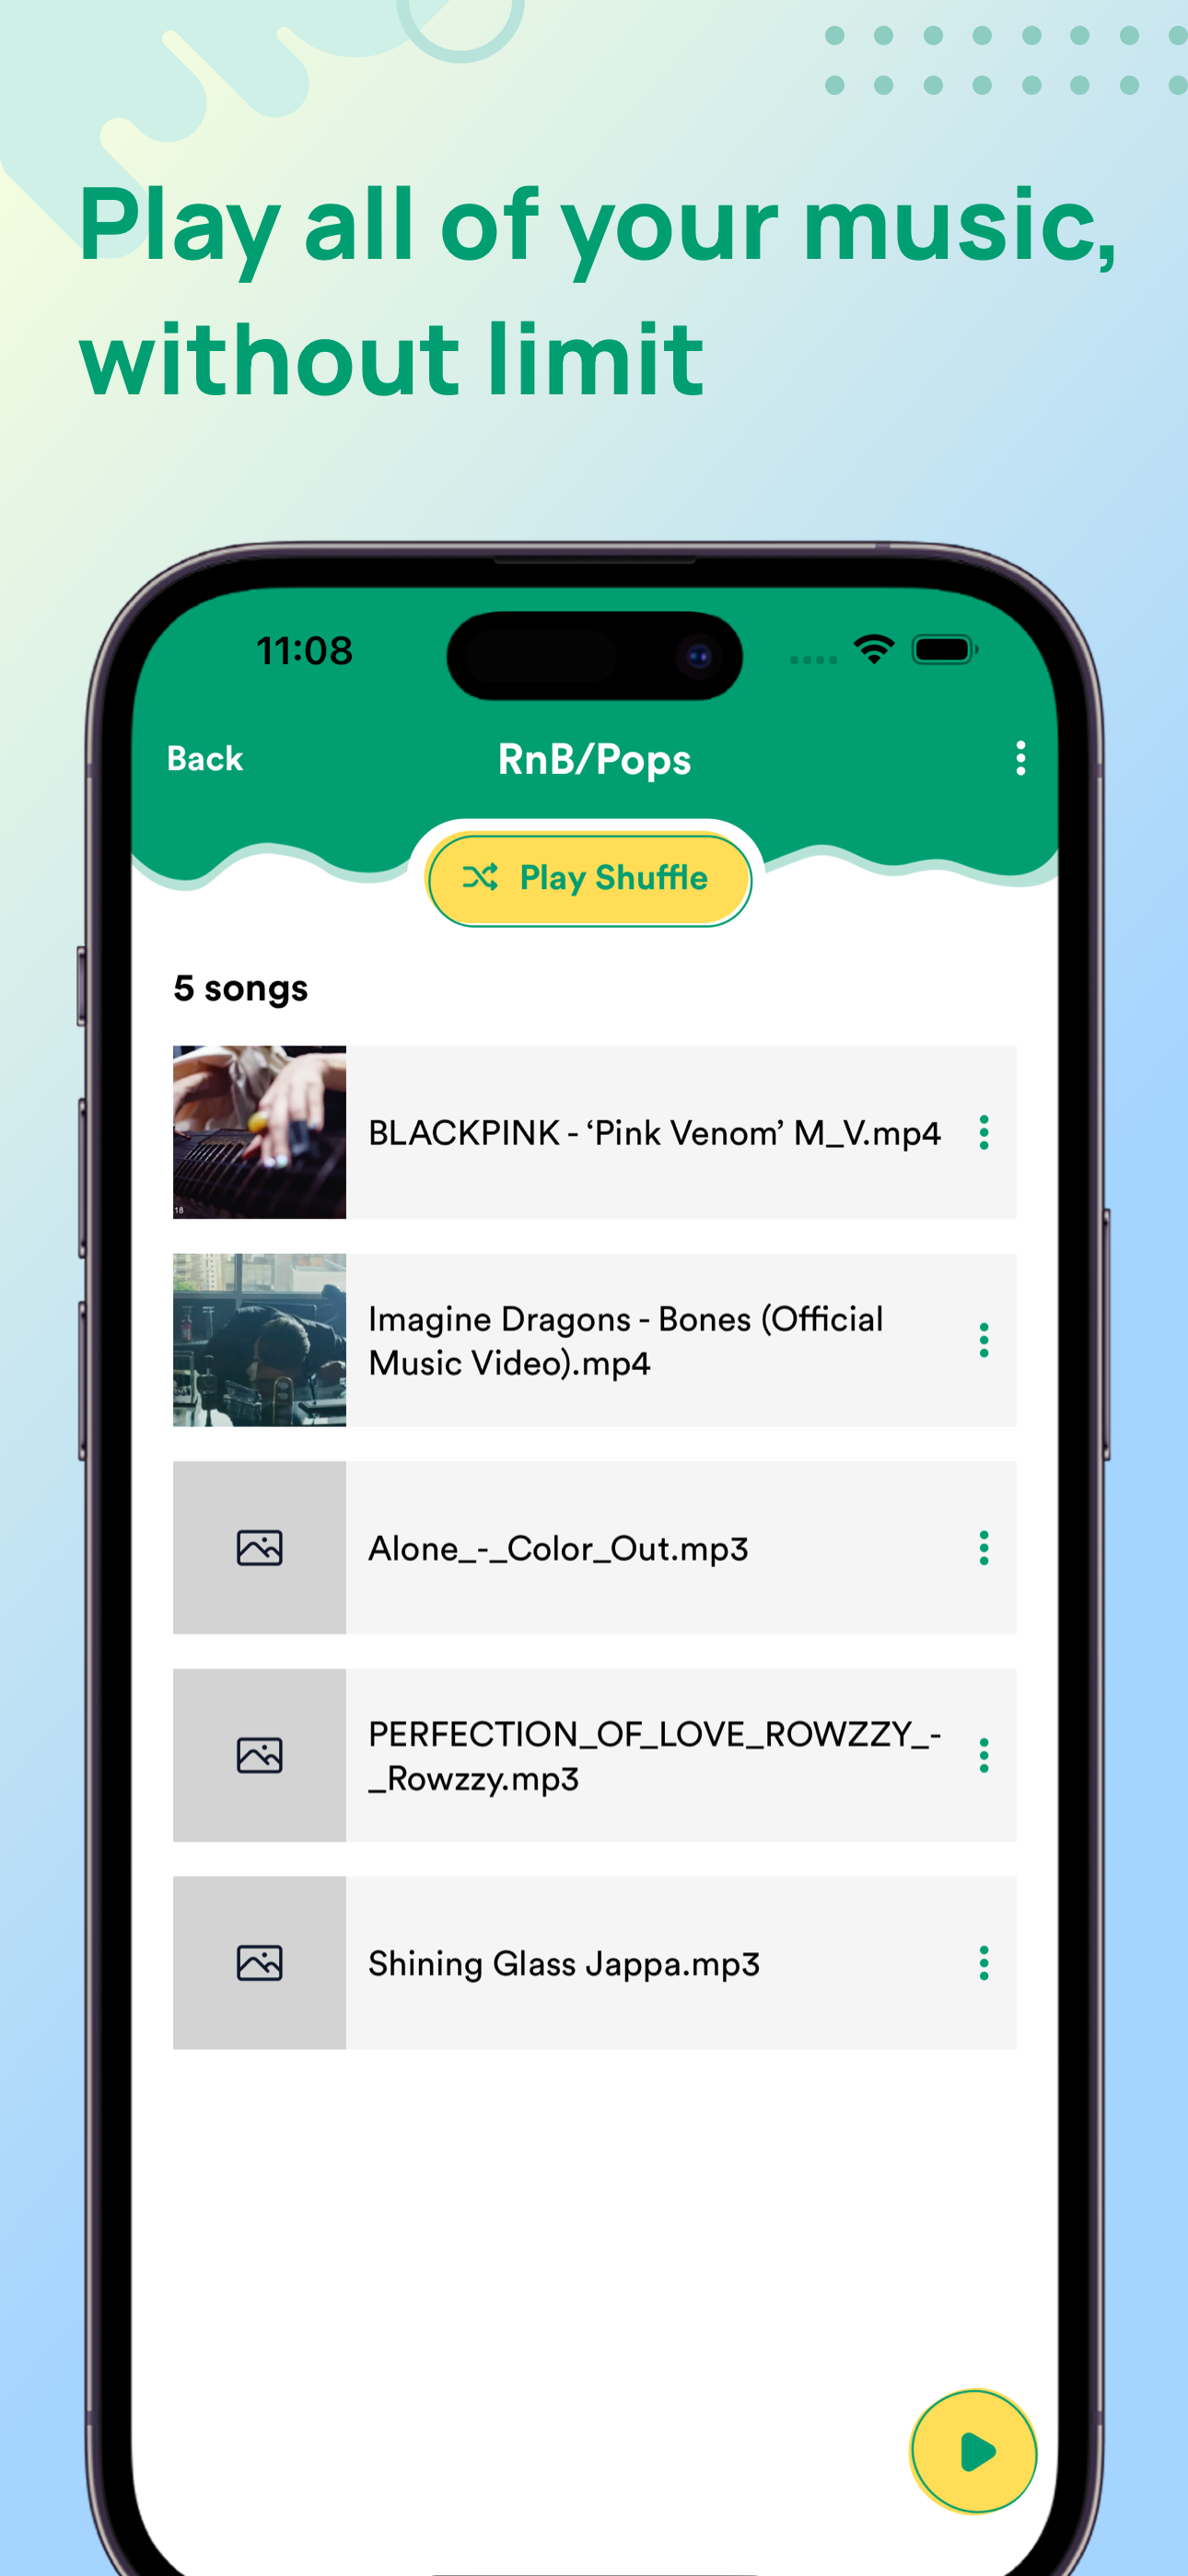 Play all of your music,
without limit
11:08
Back
RnB/Pops
Play Shuffle
5 songs
BLACKPINK - ‘Pink Venom’ M_V.mp4
18
Imagine Dragons - Bones (Official
Music Video).mp4
Alone_-_Color_Out.mp3
PERFECTION_OF_LOVE_ROWZZY_-
_Rowzzy.mp3
Shining Glass Jappa.mp3